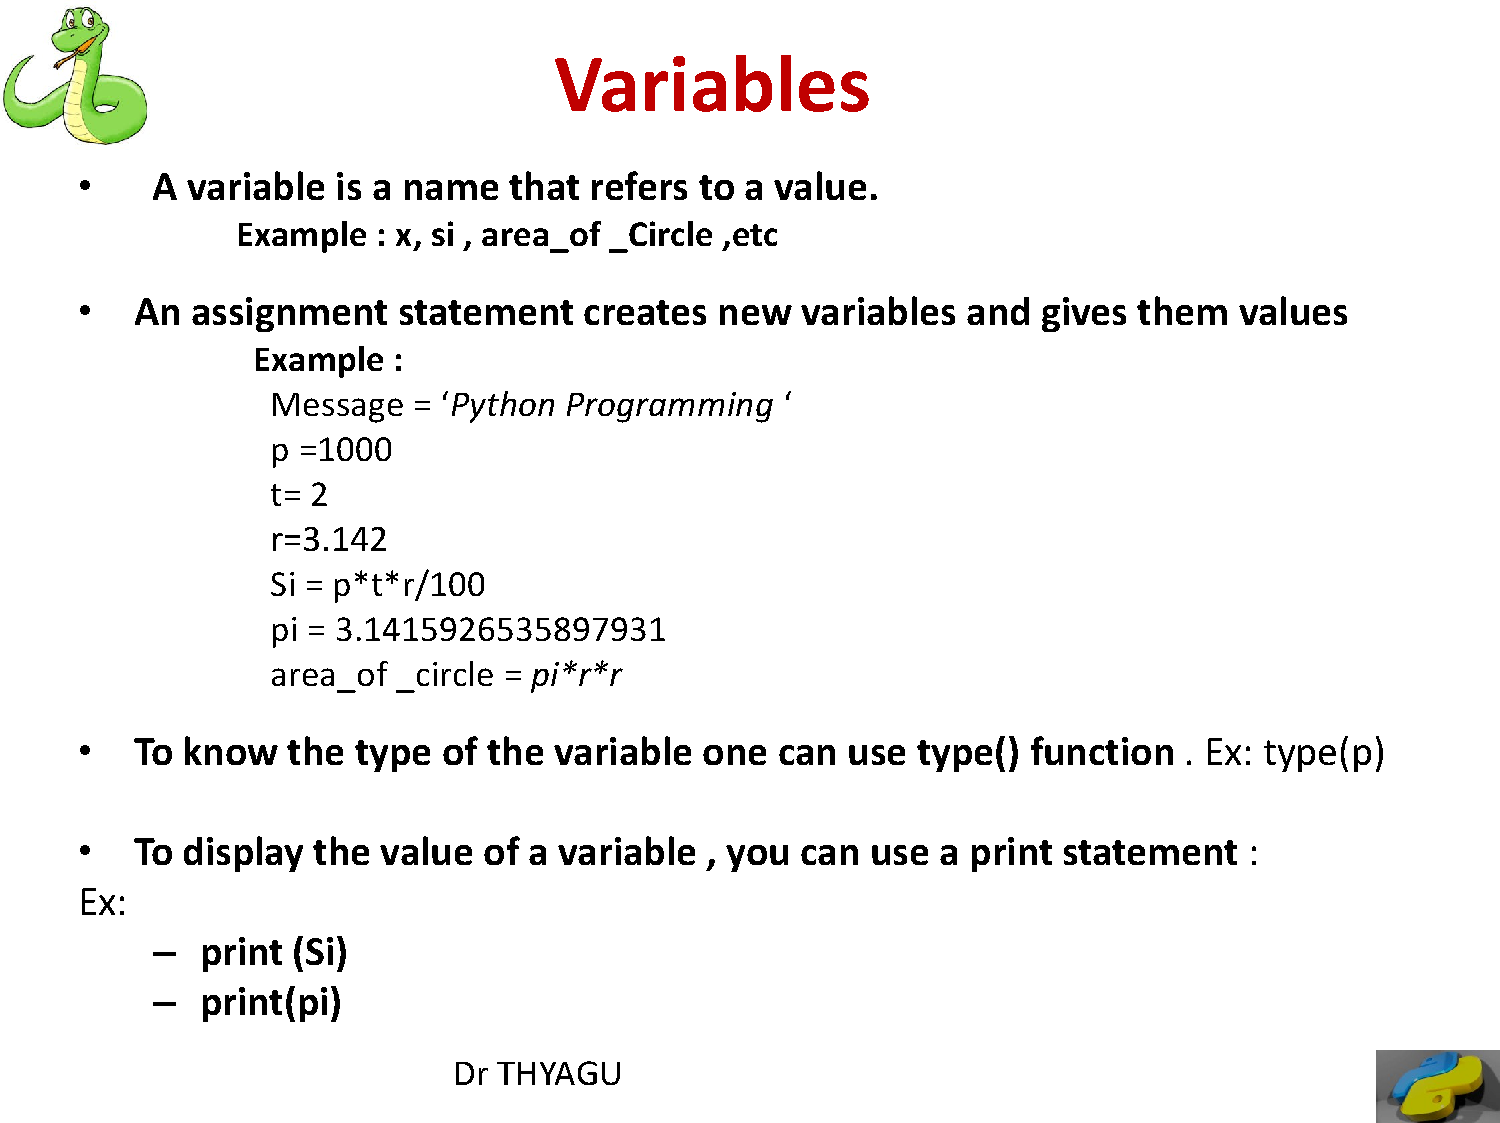 Variables
• A variable is a name that refers to a value.
Example : x, si , area_of _Circle ,etc
• An assignment statement creates new variables and gives them values
Example :
Message = ‘Python Programming ‘
p =1000
t= 2
r=3.142
Si = p*t*r/100
pi = 3.1415926535897931
area_of _circle = pi*r*r
• To know the type of the variable one can use type() function . Ex: type(p)
• To display the value of a variable , you can use a print statement :
Ex:
– print (Si)
– print(pi)
Dr THYAGU